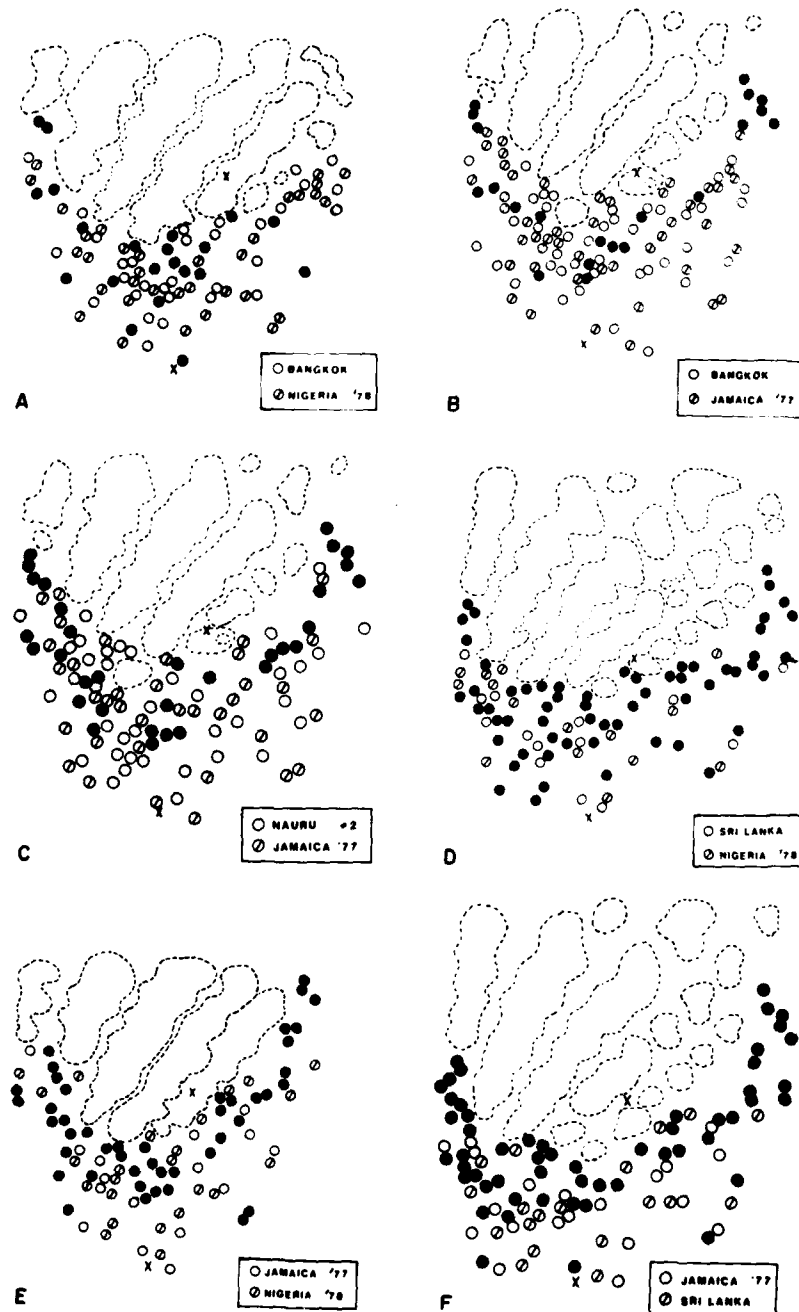 A
○ BANGKOK
⊘ NIGERIA '78
B
○ BANGKOK
⊘ JAMAICA '77
C
○ NAURU #2
⊘ JAMAICA '77
D
○ SRI LANKA
⊘ NIGERIA '78
E
○ JAMAICA '77
⊘ NIGERIA '78
F
○ JAMAICA '77
⊘ SRI LANKA